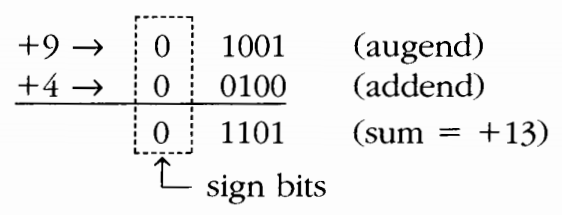 +9 → 0 1001 (augend)
+4 → 0 0100 (addend)
0 1101 (sum = +13)
sign bits